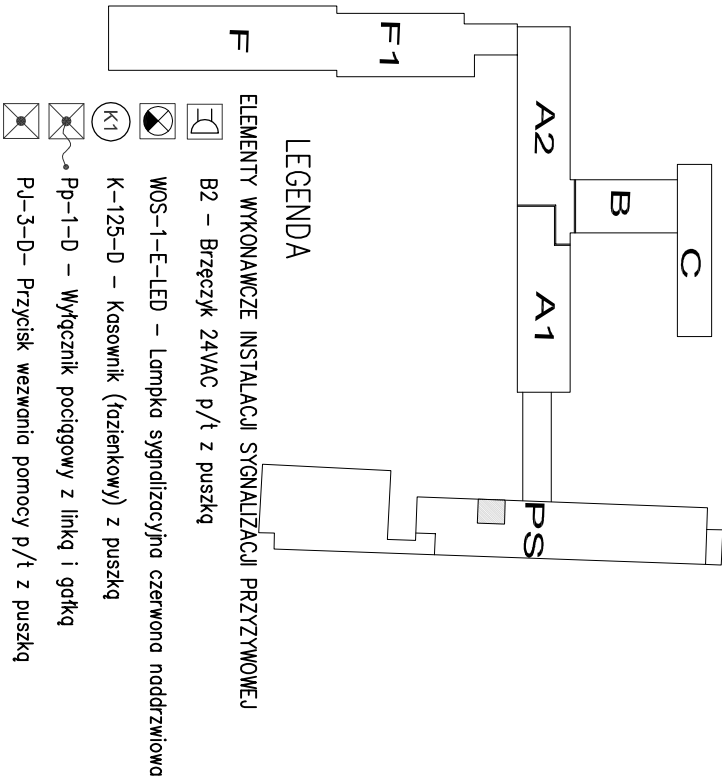 F
F1
A2
B
C
A1
PS
LEGENDA
ELEMENTY WYKONAWCZE INSTALACJI SYGNALIZACJI PRZYZYWOWEJ
B2 - Brzęczyk 24VAC p/t z puszką
WOS-1-E-LED - Lampka sygnalizacyjna czerwona naddrzwiowa
K1
K-125-D - Kasownik (łazienkowy) z puszką
Pp-1-D - Wyłącznik pociągowy z linką i gałką
PJ-3-D- Przycisk wezwania pomocy p/t z puszką